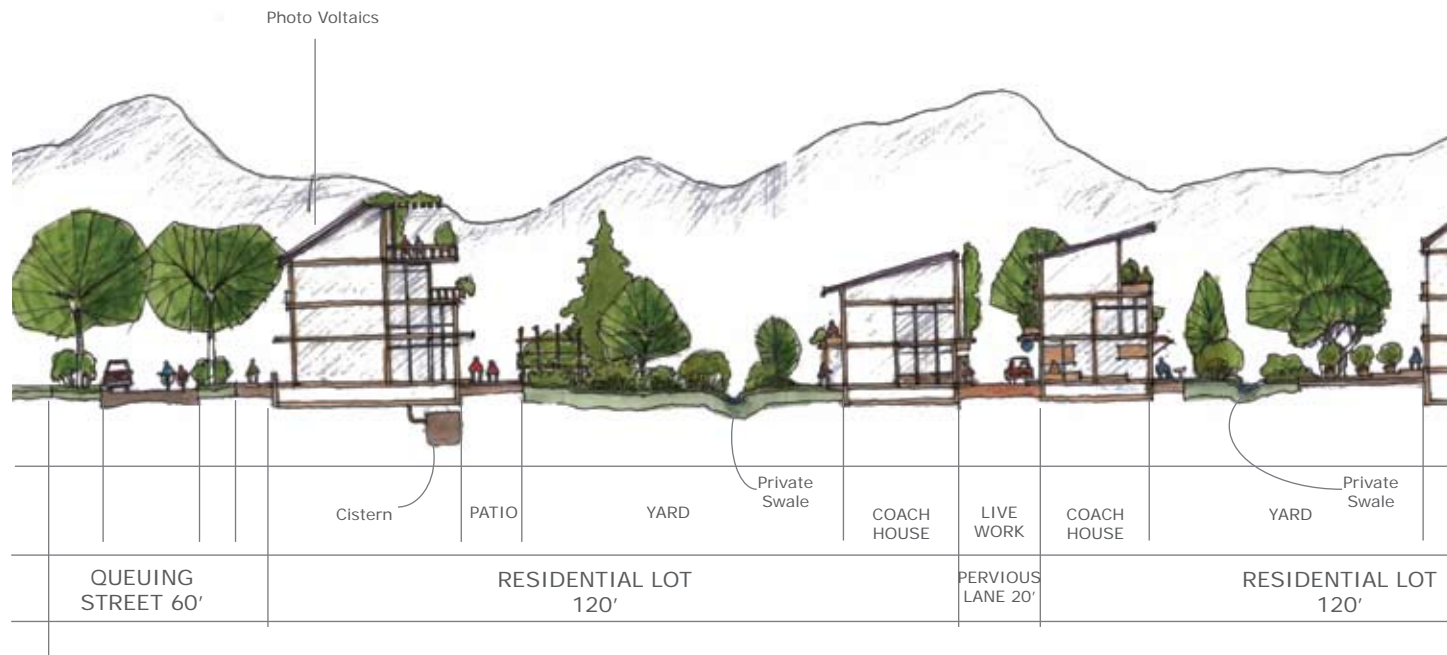 Photo Voltaics
Cistern
PATIO
YARD
Private
Swale
COACH
HOUSE
LIVE
WORK
COACH
HOUSE
YARD
Private
Swale
QUEUING
STREET 60'
RESIDENTIAL LOT
120'
PERVIOUS
LANE 20'
RESIDENTIAL LOT
120'